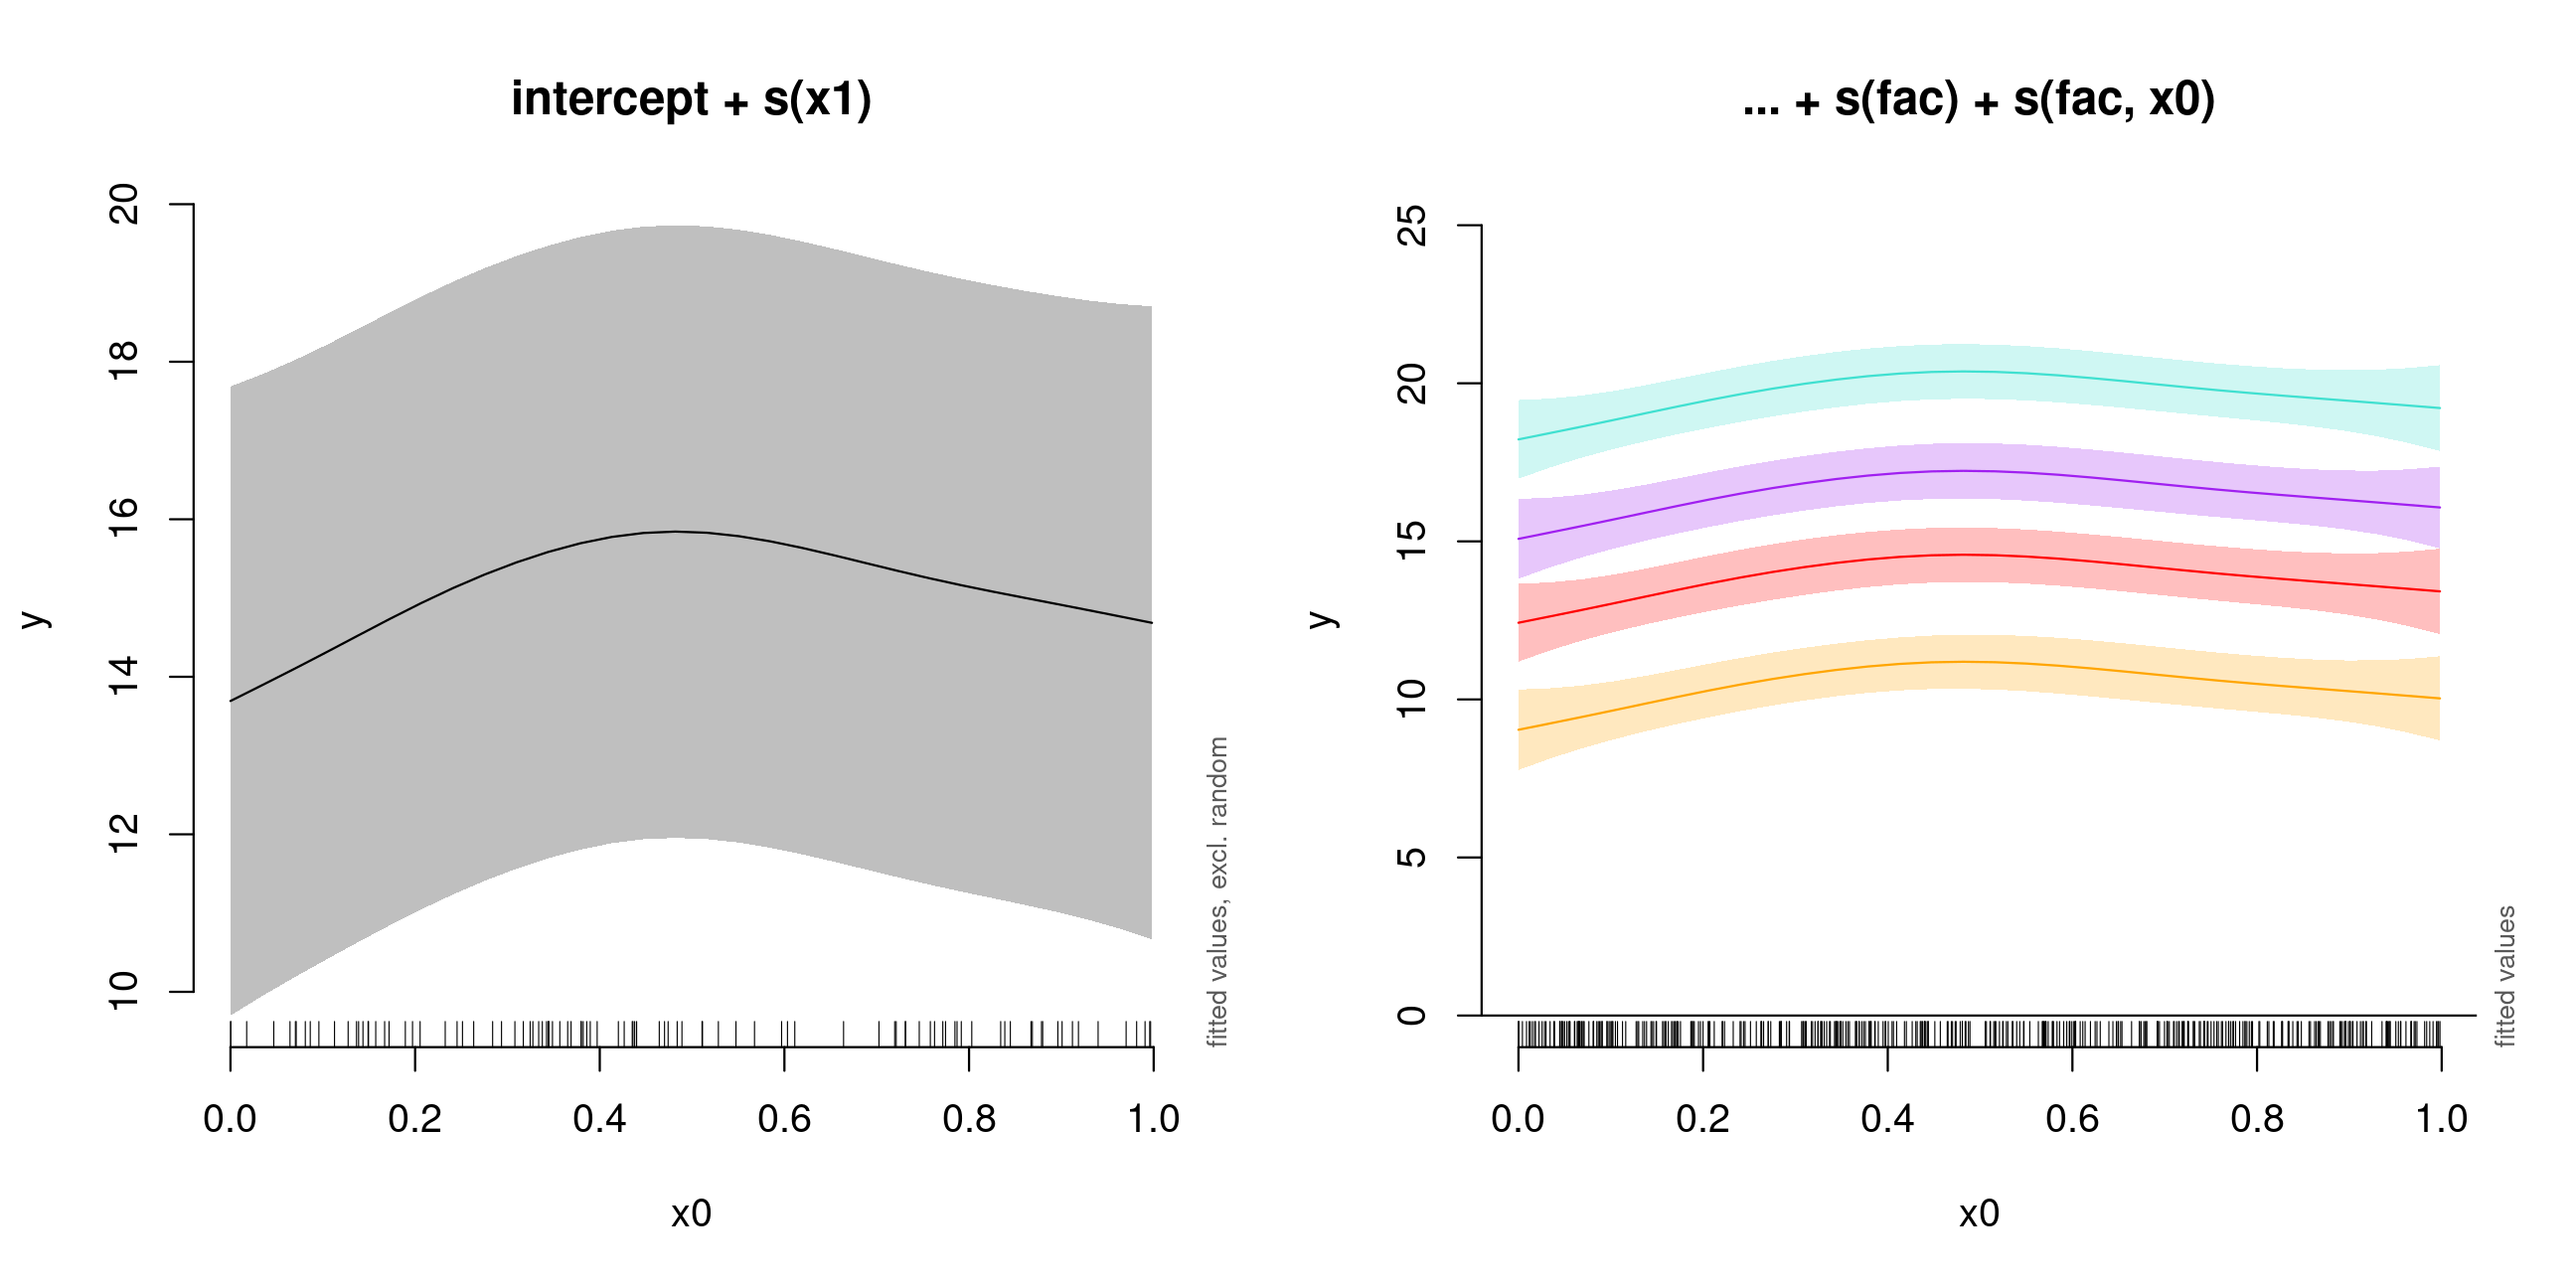 intercept + s(x1)
20
18
16
14
12
10
y
0.0 0.2 0.4 0.6 0.8 1.0
x0
fitted values, excl. random
... + s(fac) + s(fac, x0)
25
20
15
10
5
0
y
0.0 0.2 0.4 0.6 0.8 1.0
x0
fitted values